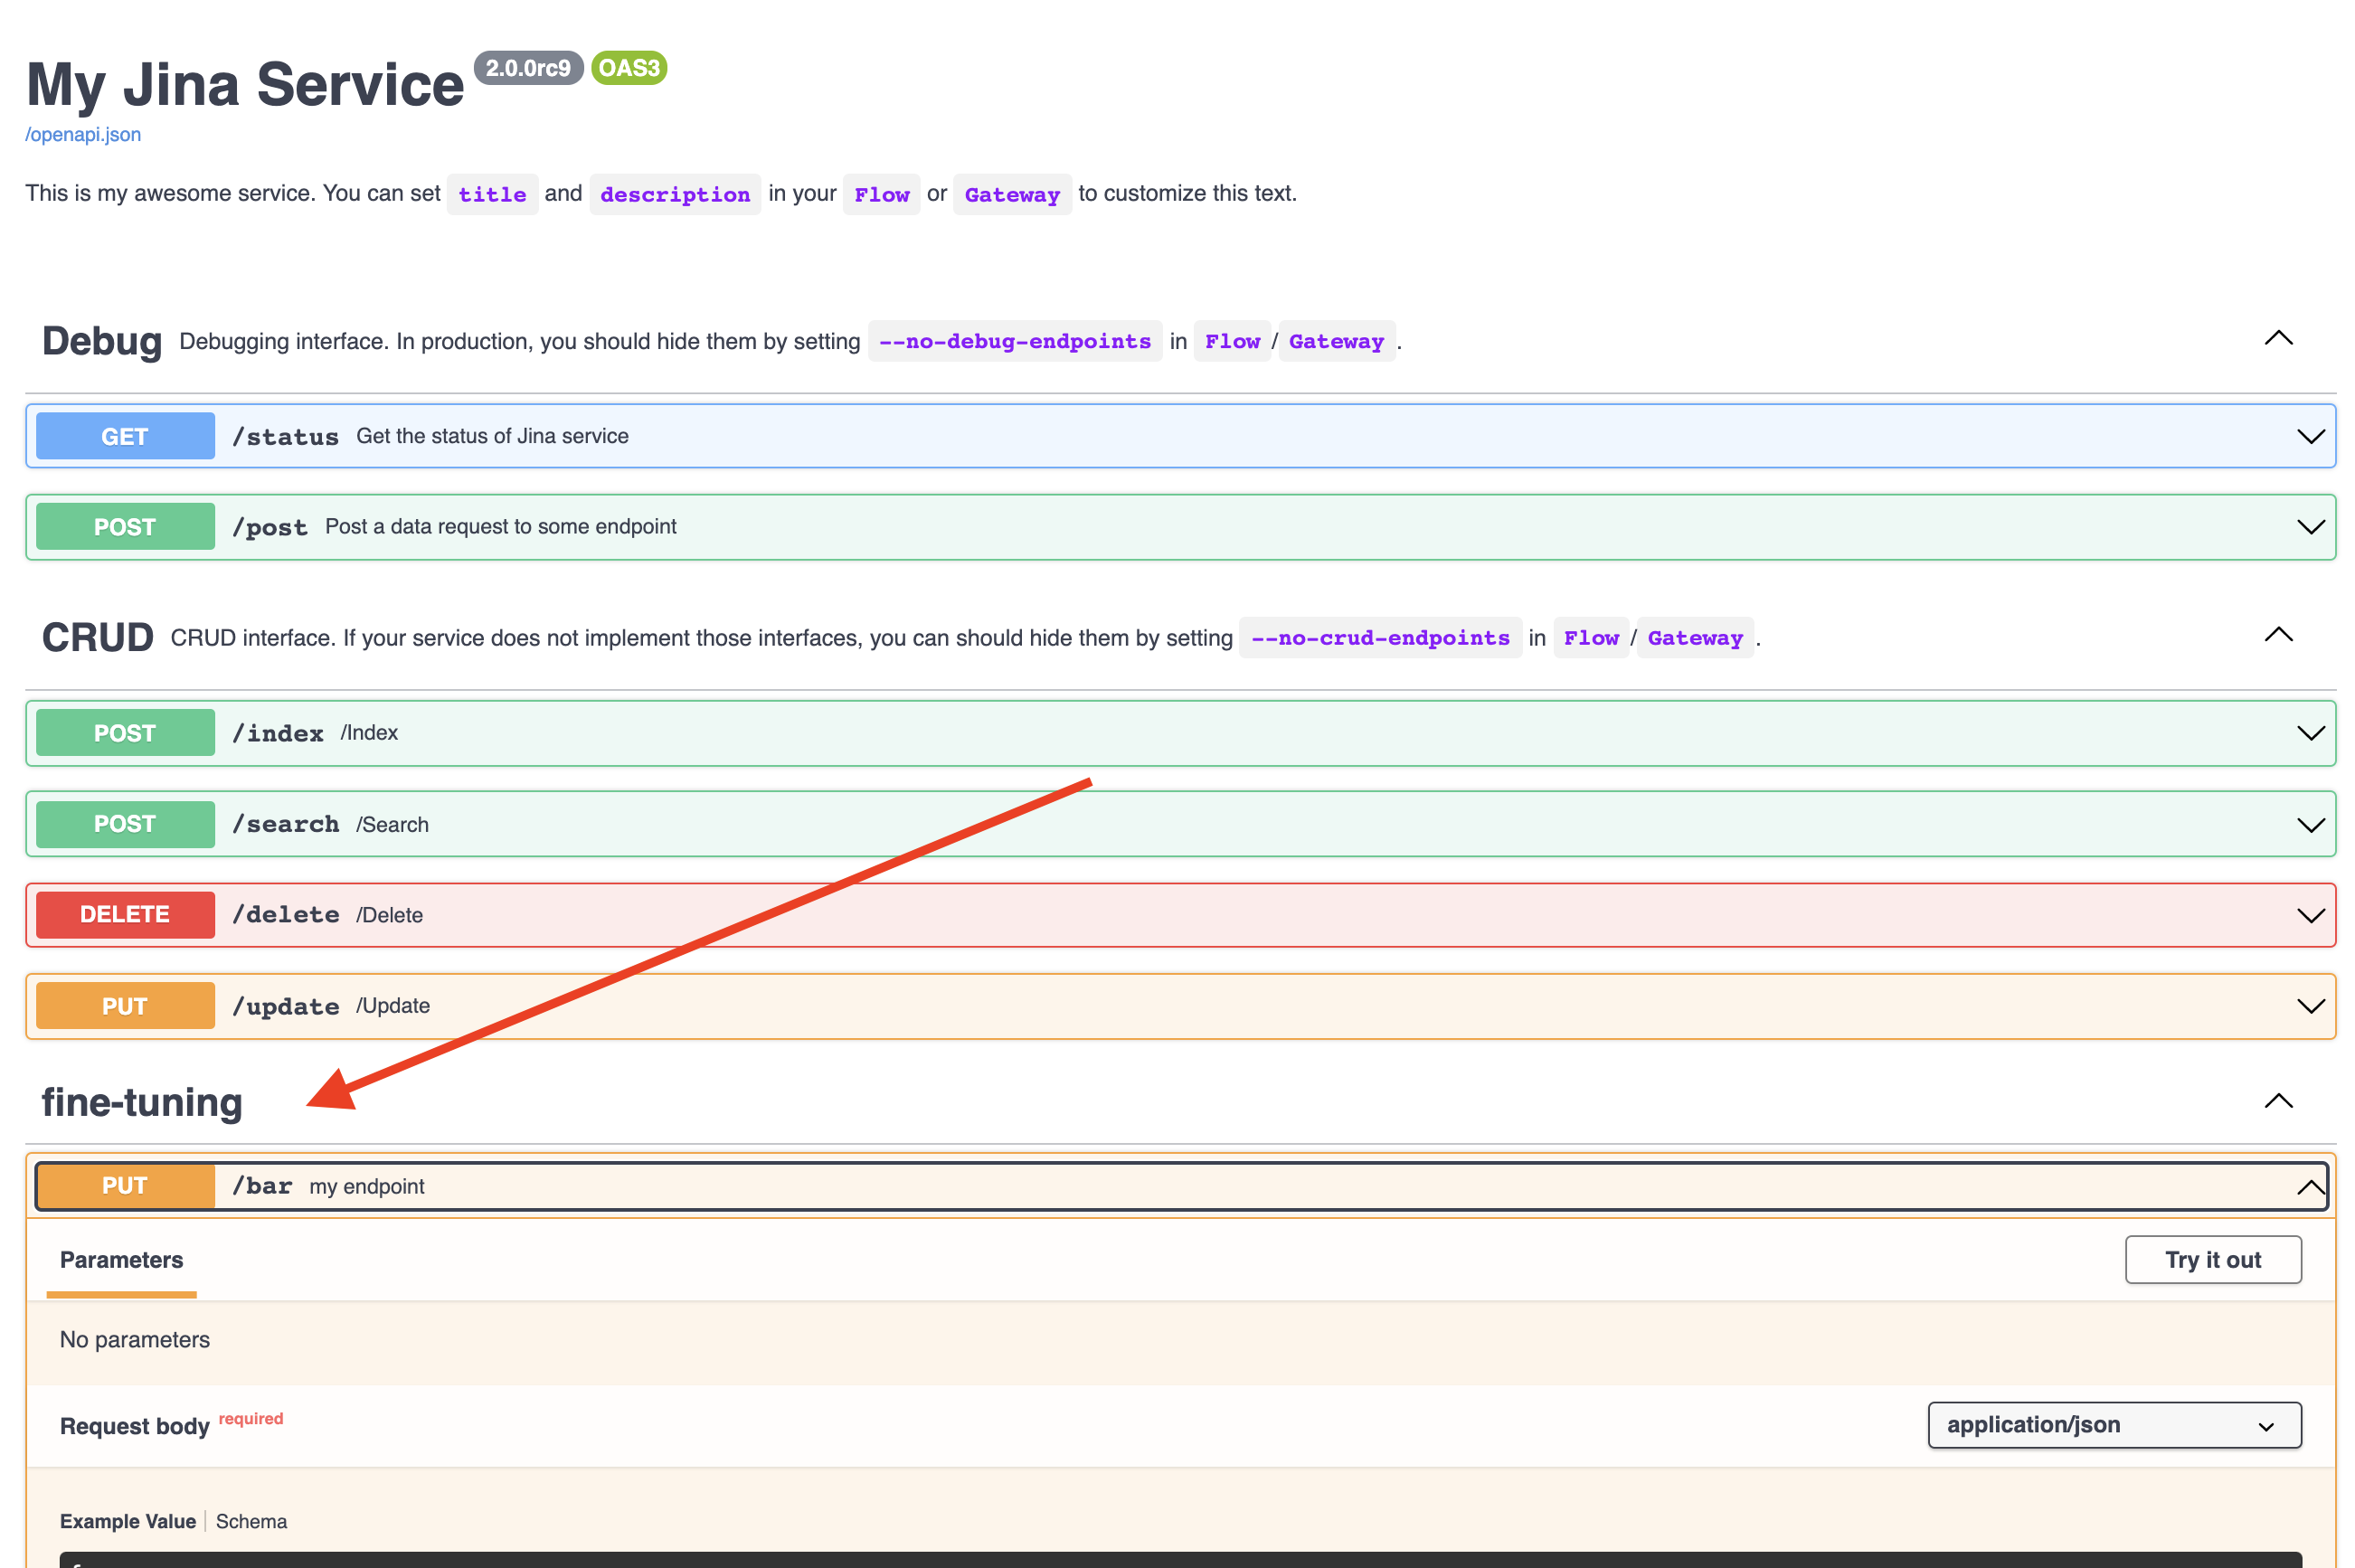 My Jina Service 2.0.0rc9 OAS3
/openapi.json
This is my awesome service. You can set title and description in your Flow or Gateway to customize this text.
Debug Debugging interface. In production, you should hide them by setting --no-debug-endpoints in Flow/Gateway.
GET /status Get the status of Jina service
POST /post Post a data request to some endpoint
CRUD CRUD interface. If your service does not implement those interfaces, you can should hide them by setting --no-crud-endpoints in Flow/Gateway.
POST /index /Index
POST /search /Search
DELETE /delete /Delete
PUT /update /Update
fine-tuning
PUT /bar my endpoint
Parameters Try it out
No parameters
Request body required application/json
Example Value Schema